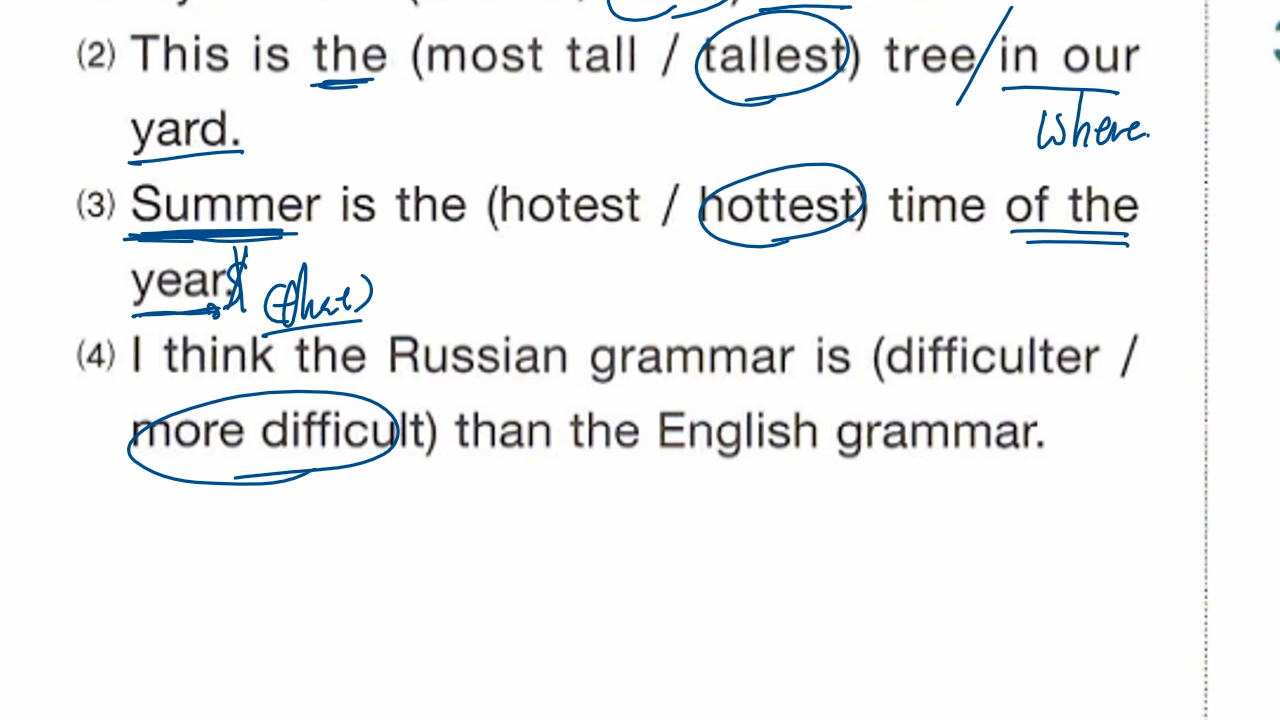 (2) This is the (most tall / tallest) tree / in our
where
yard.
(3) Summer is the (hotest / hottest) time of the
year.
(that)
(4) I think the Russian grammar is (difficulter /
more difficult) than the English grammar.